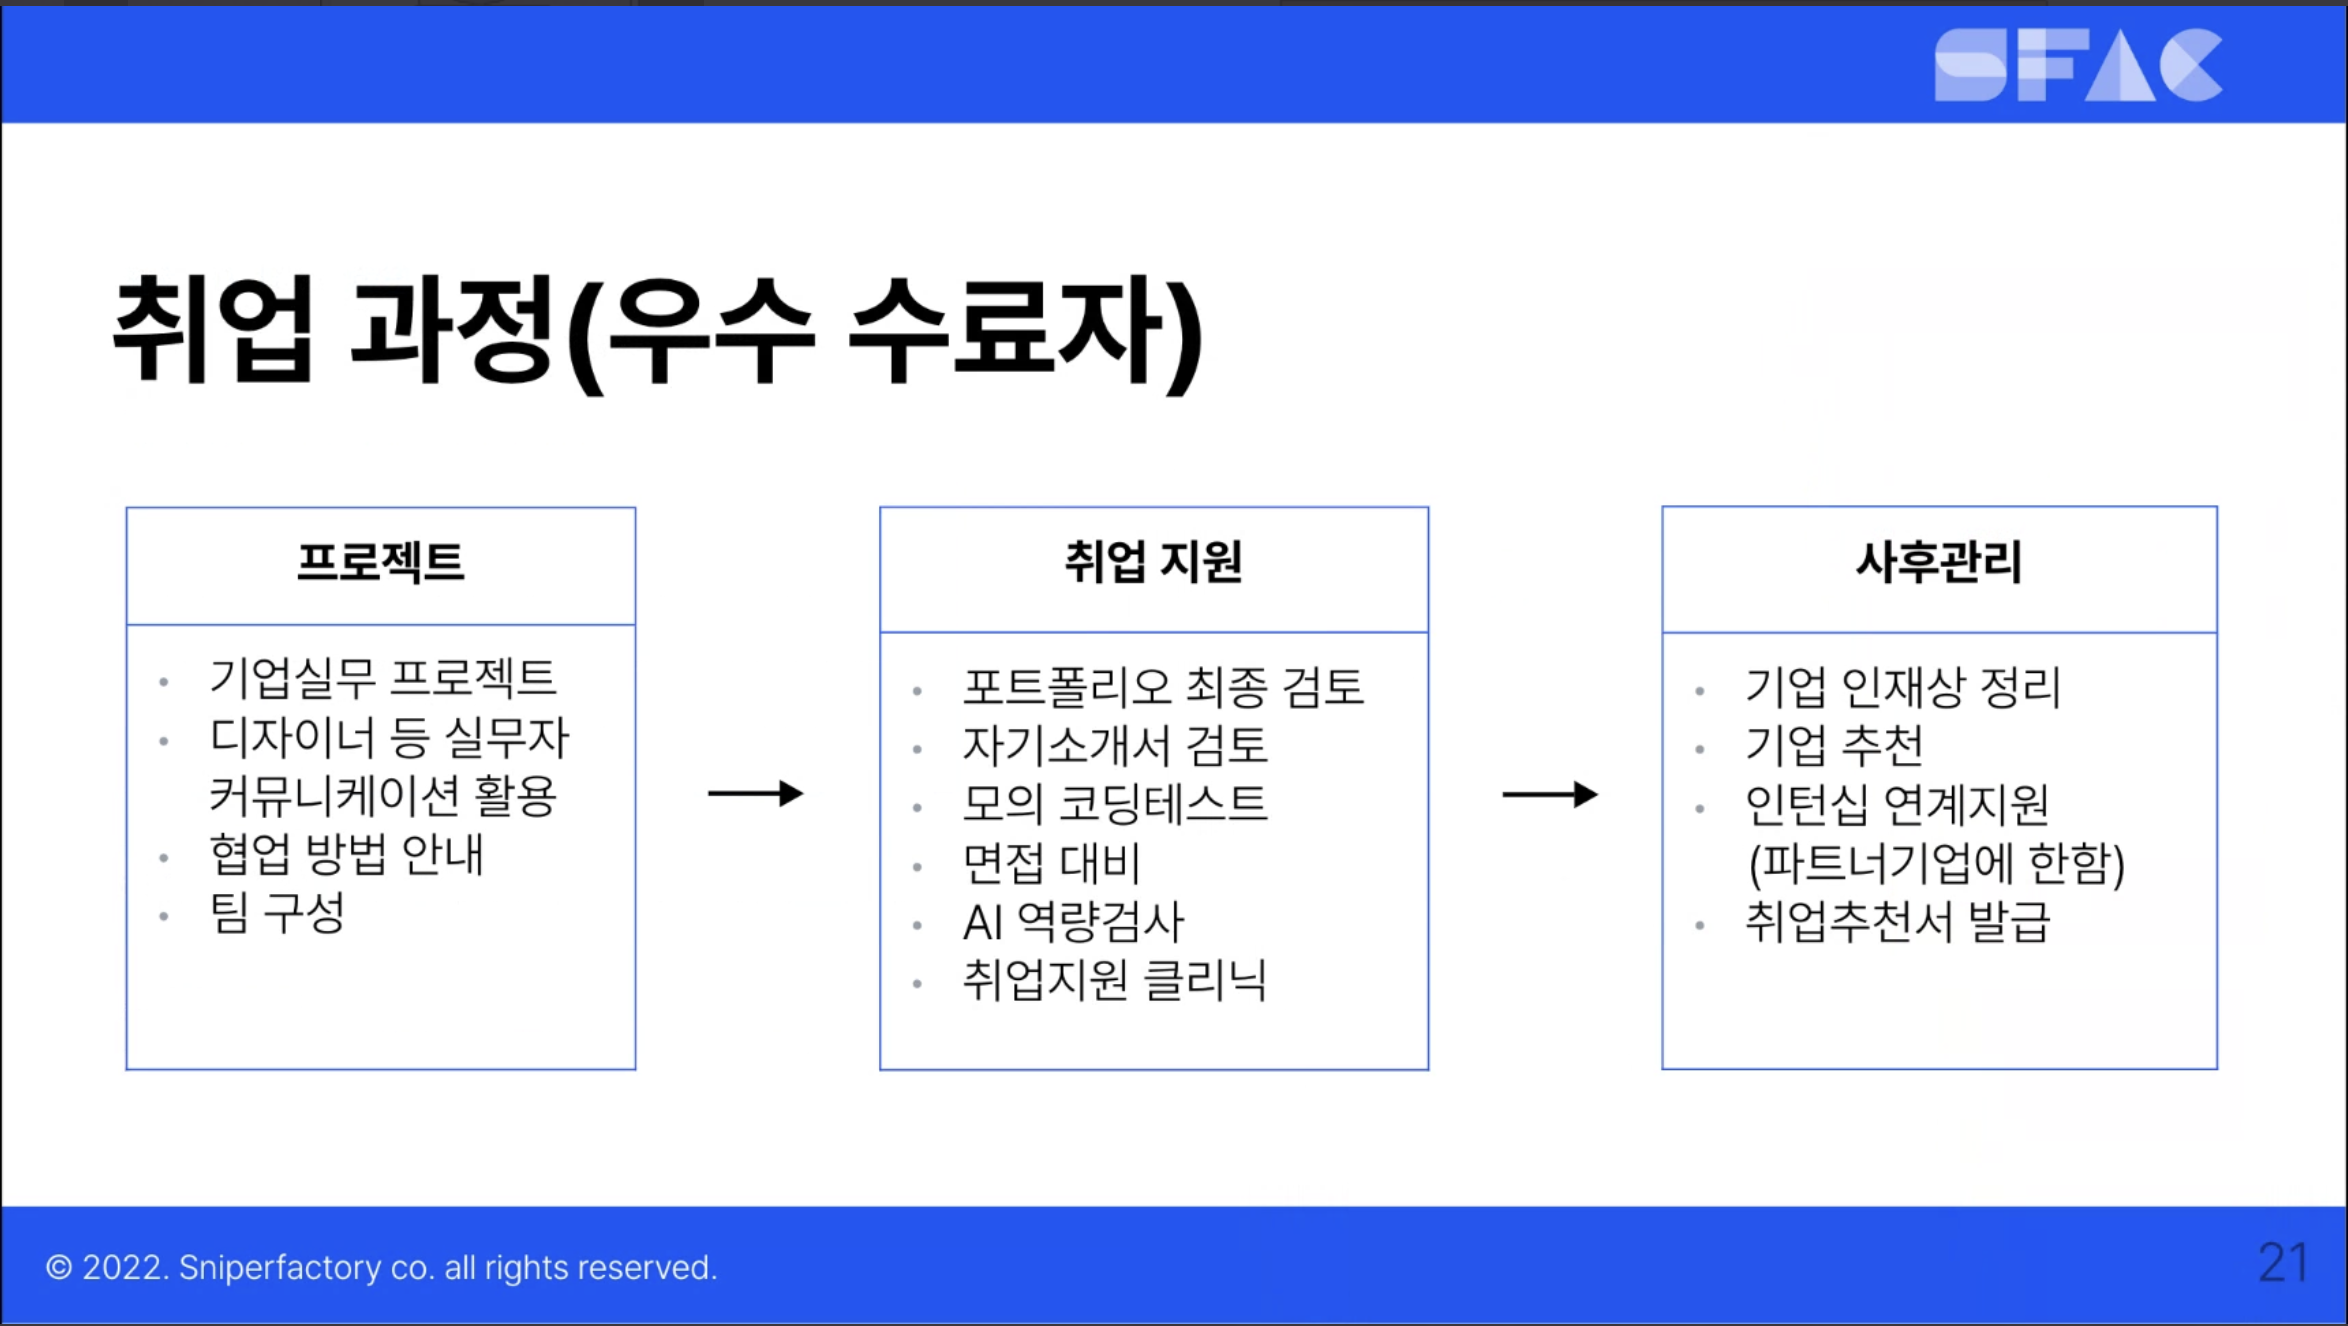 SFAC
취업 과정(우수 수료자)
프로젝트
기업실무 프로젝트
디자이너 등 실무자
커뮤니케이션 활용
협업 방법 안내
팀 구성
취업 지원
포트폴리오 최종 검토
자기소개서 검토
모의 코딩테스트
면접 대비
AI 역량검사
취업지원 클리닉
사후관리
기업 인재상 정리
기업 추천
인턴십 연계지원
(파트너기업에 한함)
취업추천서 발급
© 2022. Sniperfactory co. all rights reserved.
21